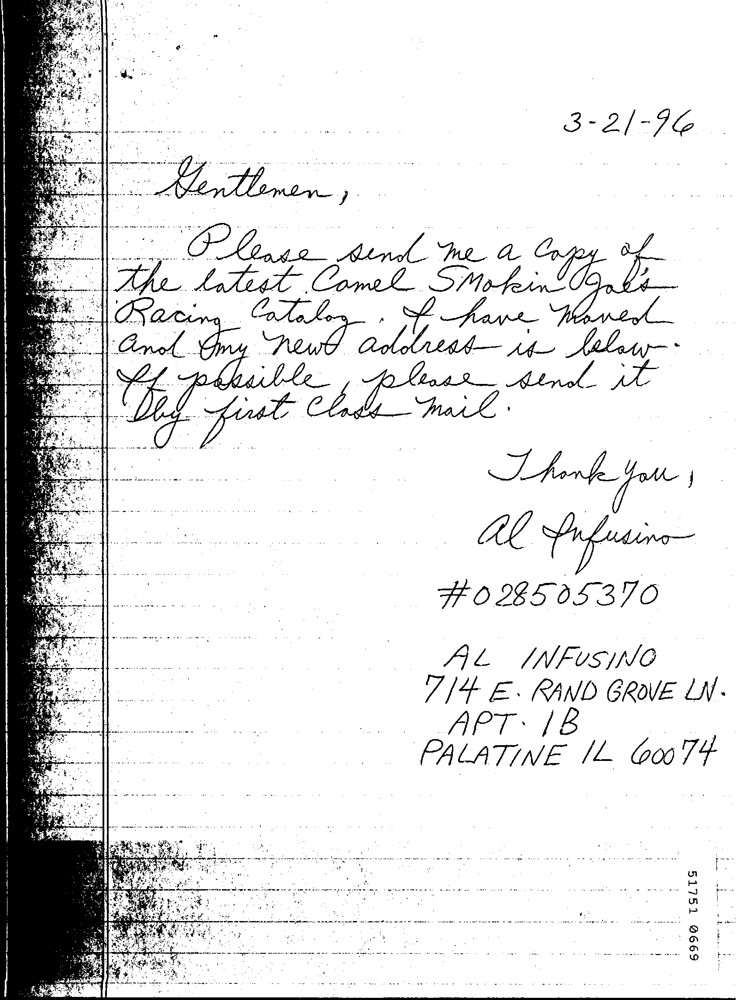 3-21-96
Gentlemen,
Please send me a copy of
the latest Camel Smokin Joe's
Racing Catalog. I have moved
and my new address is below.
If possible, please send it
by first class mail.
Thank you,
Al Infusino
#028505370
AL INFUSINO
714 E. RAND GROVE LN.
APT. 1B
PALATINE IL 60074
51751 0669